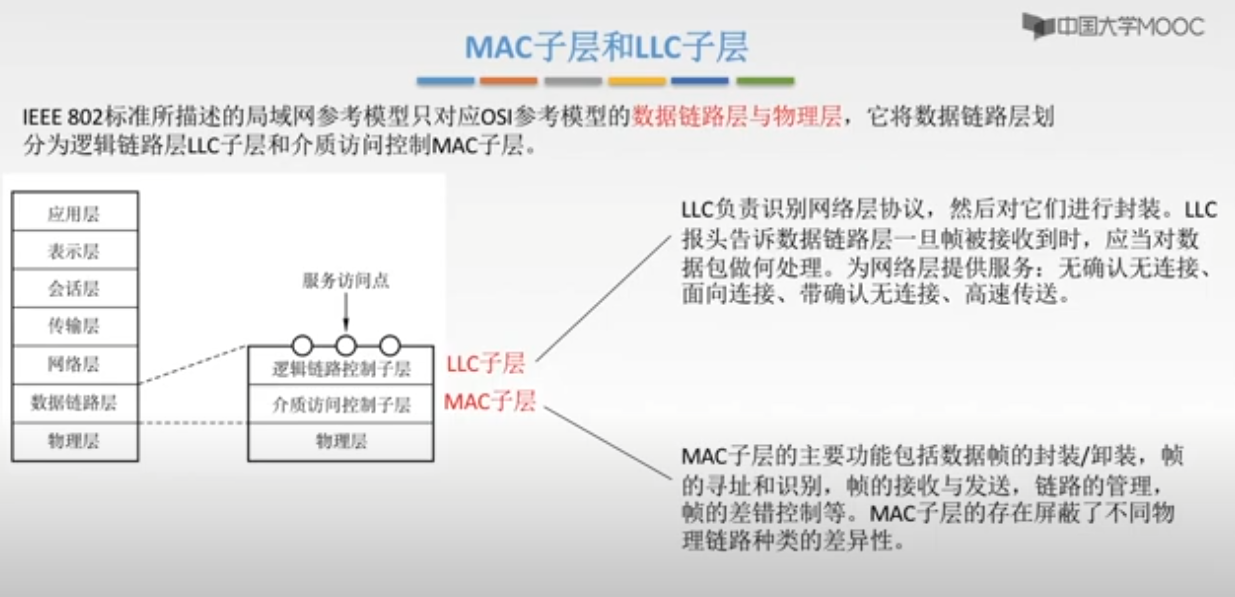 中国大学MOOC
MAC子层和LLC子层
IEEE 802标准所描述的局域网参考模型只对应OSI参考模型的数据链路层与物理层，它将数据链路层划
分为逻辑链路层LLC子层和介质访问控制MAC子层。
应用层
表示层
会话层
传输层
网络层
数据链路层
物理层
服务访问点
逻辑链路控制子层
介质访问控制子层
物理层
LLC子层
MAC子层
LLC负责识别网络层协议，然后对它们进行封装。LLC
报头告诉数据链路层一旦帧被接收到时，应当对数
据包做何处理。为网络层提供服务：无确认无连接、
面向连接、带确认无连接、高速传送。
MAC子层的主要功能包括数据帧的封装/卸装，帧
的寻址和识别，帧的接收与发送，链路的管理，
帧的差错控制等。MAC子层的存在屏蔽了不同物
理链路种类的差异性。